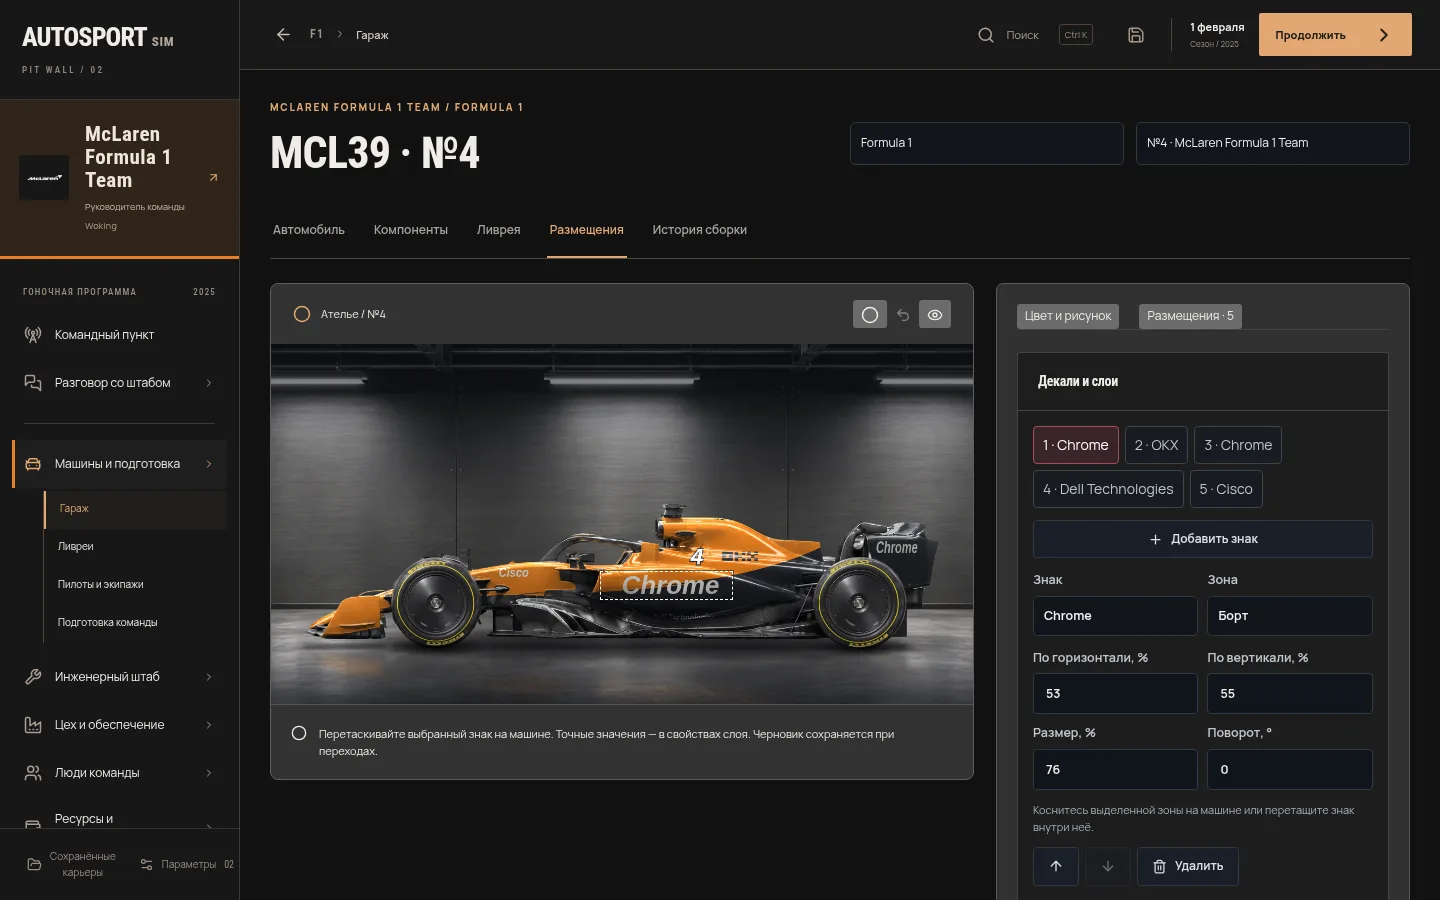 AUTOSPORT SIM
PIT WALL / 02
McLaren
McLaren
Formula 1
Team
Руководитель команды
Woking
ГОНОЧНАЯ ПРОГРАММА 2025
Командный пункт
Разговор со штабом
Машины и подготовка
Гараж
Ливреи
Пилоты и экипажи
Подготовка команды
Инженерный штаб
Цех и обеспечение
Люди команды
Ресурсы и
Сохранённые
карьеры
Параметры 02
F1 Гараж
Поиск Ctrl K
1 февраля
Сезон / 2025
Продолжить
MCLAREN FORMULA 1 TEAM / FORMULA 1
MCL39 · №4
Formula 1
№4 · McLaren Formula 1 Team
Автомобиль Компоненты Ливрея Размещения История сборки
Ателье / №4
4
Chrome
Cisco
Chrome
Перетаскивайте выбранный знак на машине. Точные значения — в свойствах слоя. Черновик сохраняется при
переходах.
Цвет и рисунок Размещения · 5
Декали и слои
1 · Chrome 2 · OKX 3 · Chrome
4 · Dell Technologies 5 · Cisco
Добавить знак
Знак Зона
Chrome Борт
По горизонтали, % По вертикали, %
53 55
Размер, % Поворот, °
76 0
Коснитесь выделенной зоны на машине или перетащите знак
внутри неё.
Удалить